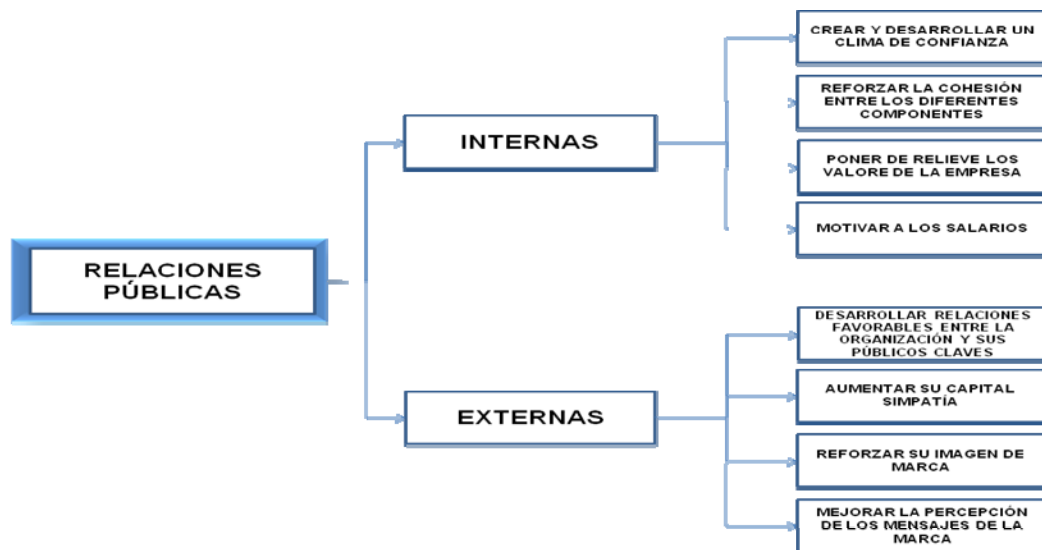 RELACIONES
PÚBLICAS
INTERNAS
CREAR Y DESARROLLAR UN
CLIMA DE CONFIANZA
REFORZAR LA COHESIÓN
ENTRE LOS DIFERENTES
COMPONENTES
PONER DE RELIEVE LOS
VALORE DE LA EMPRESA
MOTIVAR A LOS SALARIOS
EXTERNAS
DESARROLLAR RELACIONES
FAVORABLES ENTRE LA
ORGANIZACIÓN Y SUS
PÚBLICOS CLAVES
AUMENTAR SU CAPITAL
SIMPATÍA
REFORZAR SU IMAGEN DE
MARCA
MEJORAR LA PERCEPCIÓN
DE LOS MENSAJES DE LA
MARCA